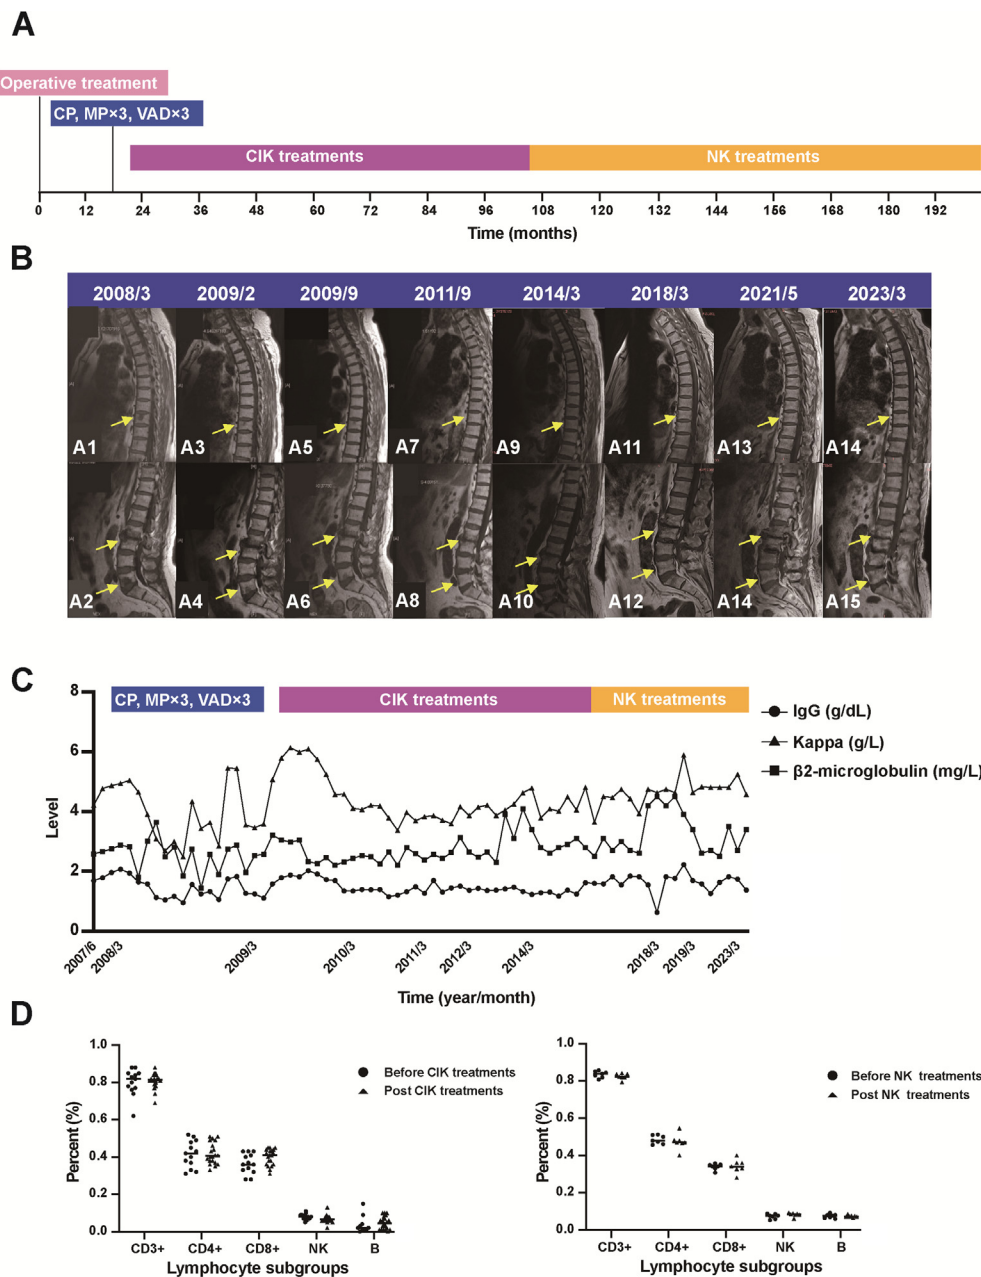 A
Operative treatment
CP, MP×3, VAD×3
CIK treatments NK treatments
0 12 24 36 48 60 72 84 96 108 120 132 144 156 168 180 192
Time (months)
B
2008/3 2009/2 2009/9 2011/9 2014/3 2018/3 2021/5 2023/3
A1 A3 A5 A7 A9 A11 A13 A14
A2 A4 A6 A8 A10 A12 A14 A15
C
CP, MP×3, VAD×3 CIK treatments NK treatments
IgG (g/dL)
Kappa (g/L)
β2-microglobulin (mg/L)
Level
8
6
4
2
0
2007/6 2008/3 2009/3 2010/3 2011/3 2012/3 2014/3 2018/3 2019/3 2023/3
Time (year/month)
D
Percent (%)
1.0
0.8
0.6
0.4
0.2
0.0
Before CIK treatments
Post CIK treatments
CD3+ CD4+ CD8+ NK B
Lymphocyte subgroups
Percent (%)
1.0
0.8
0.6
0.4
0.2
0.0
Before NK treatments
Post NK treatments
CD3+ CD4+ CD8+ NK B
Lymphocyte subgroups